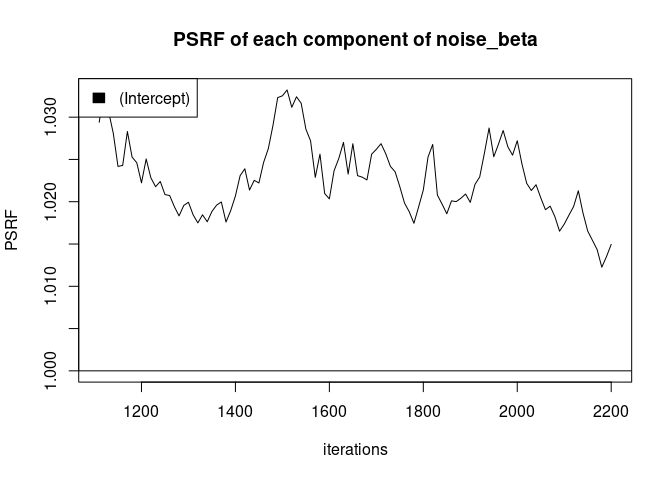 PSRF of each component of noise_beta
(Intercept)
PSRF
1.030
1.020
1.010
1.000
1200 1400 1600 1800 2000 2200
iterations